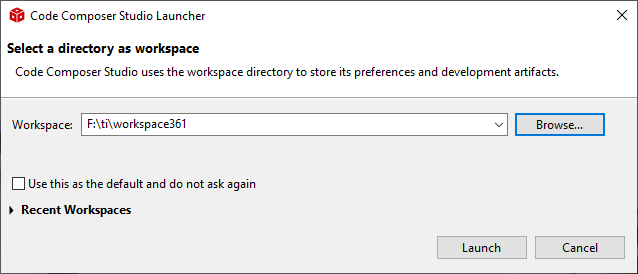 Code Composer Studio Launcher
Select a directory as workspace
Code Composer Studio uses the workspace directory to store its preferences and development artifacts.
Workspace: F:\ti\workspace361 Browse...
Use this as the default and do not ask again
Recent Workspaces
Launch Cancel